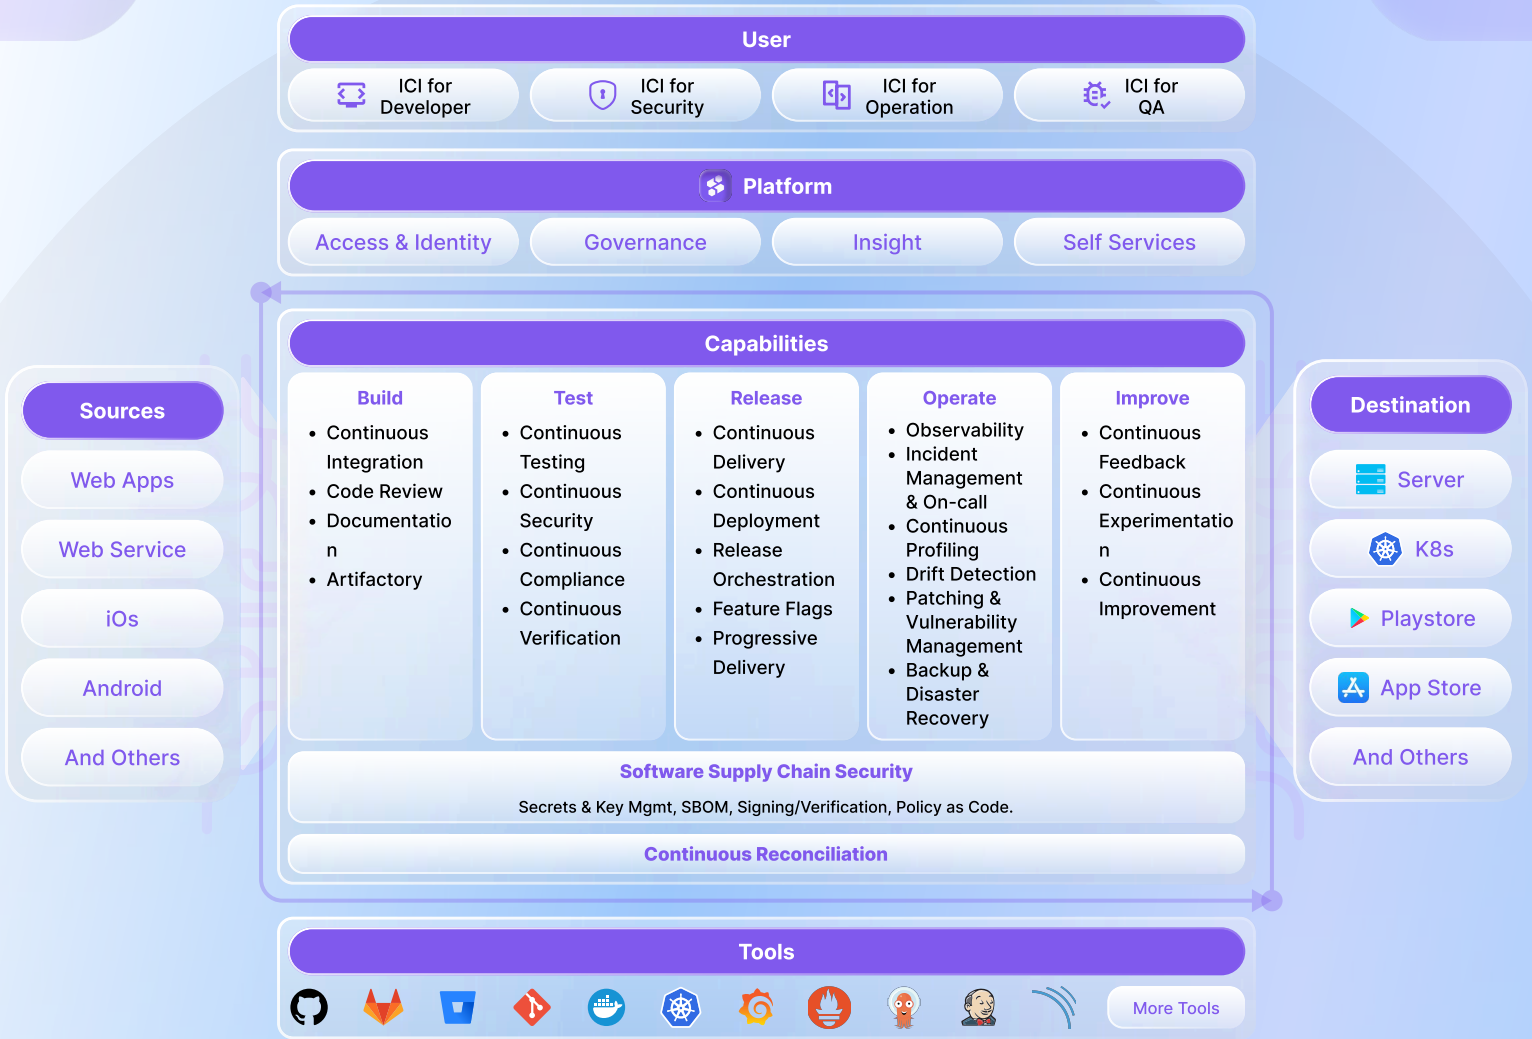 User
ICI for
Developer
ICI for
Security
ICI for
Operation
ICI for
QA
Platform
Access & Identity
Governance
Insight
Self Services
Sources
Web Apps
Web Service
iOs
Android
And Others
Capabilities
Build
• Continuous
Integration
• Code Review
• Documentatio
n
• Artifactory
Test
• Continuous
Testing
• Continuous
Security
• Continuous
Compliance
• Continuous
Verification
Release
• Continuous
Delivery
• Continuous
Deployment
• Release
Orchestration
• Feature Flags
• Progressive
Delivery
Operate
• Observability
• Incident
Management
& On-call
• Continuous
Profiling
• Drift Detection
• Patching &
Vulnerability
Management
• Backup &
Disaster
Recovery
Improve
• Continuous
Feedback
• Continuous
Experimentatio
n
• Continuous
Improvement
Software Supply Chain Security
Secrets & Key Mgmt, SBOM, Signing/Verification, Policy as Code.
Continuous Reconciliation
Destination
Server
K8s
Playstore
App Store
And Others
Tools
More Tools